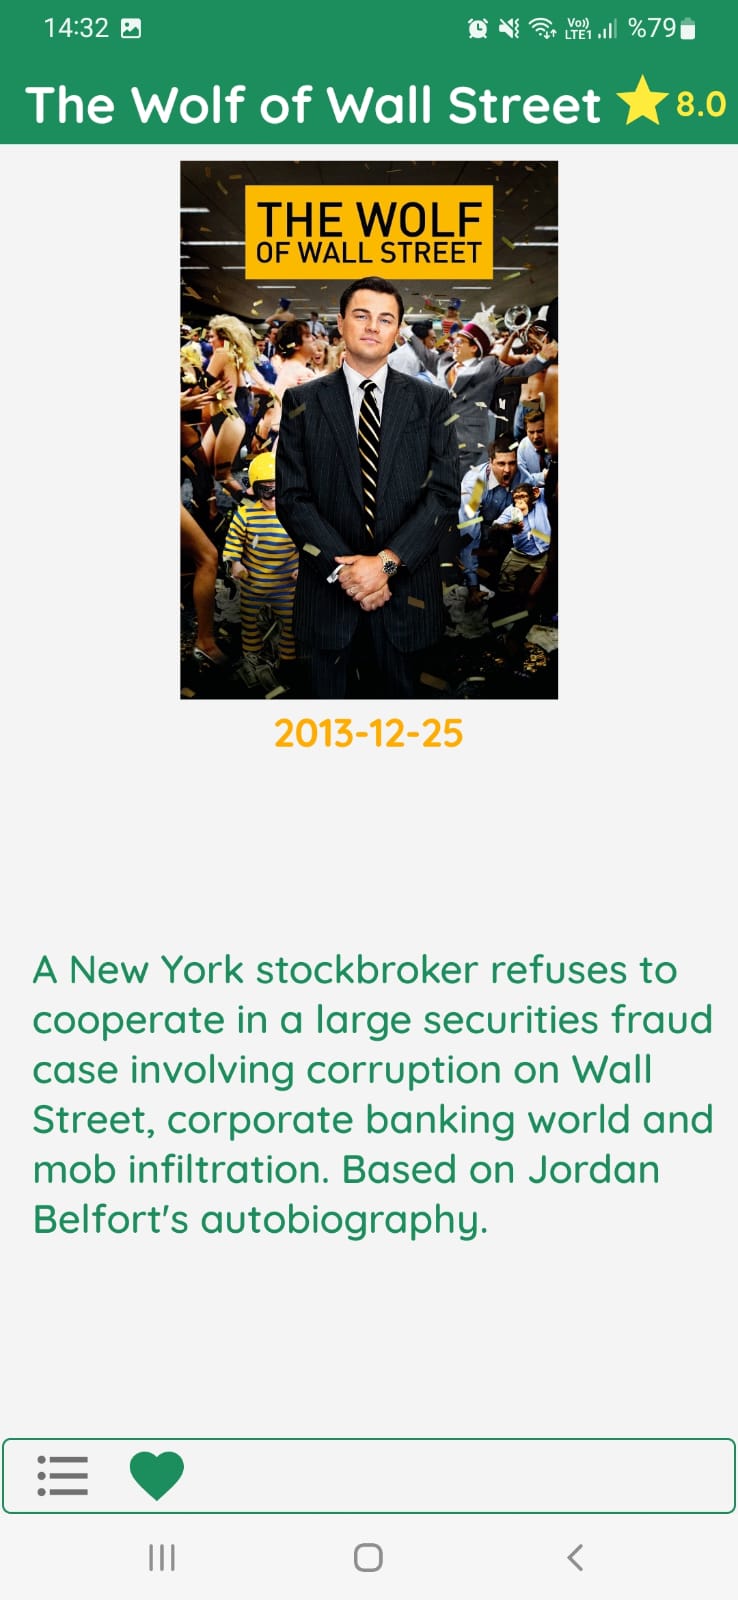 14:32 Vo)) LTE1 %79
The Wolf of Wall Street 8.0
THE WOLF
OF WALL STREET
2013-12-25
A New York stockbroker refuses to
cooperate in a large securities fraud
case involving corruption on Wall
Street, corporate banking world and
mob infiltration. Based on Jordan
Belfort's autobiography.